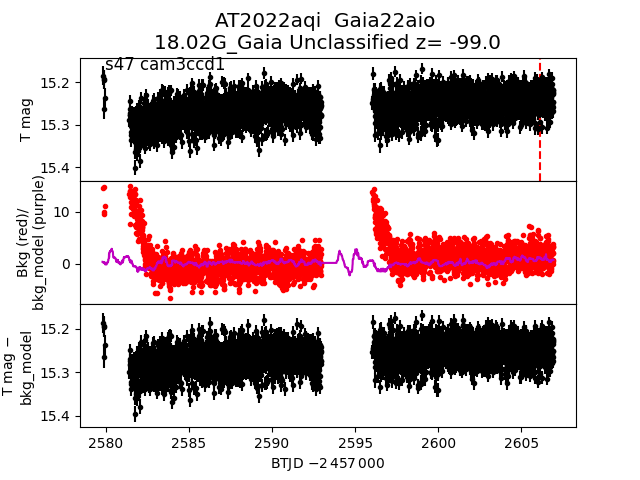 AT2022aqi  Gaia22aio
18.02G_Gaia Unclassified z= -99.0
s47 cam3ccd1
15.2
15.3
15.4
T mag
10
0
Bkg (red)/
bkg_model (purple)
15.2
15.3
15.4
T mag −
bkg_model
2580 2585 2590 2595 2600 2605
BTJD −2 457 000